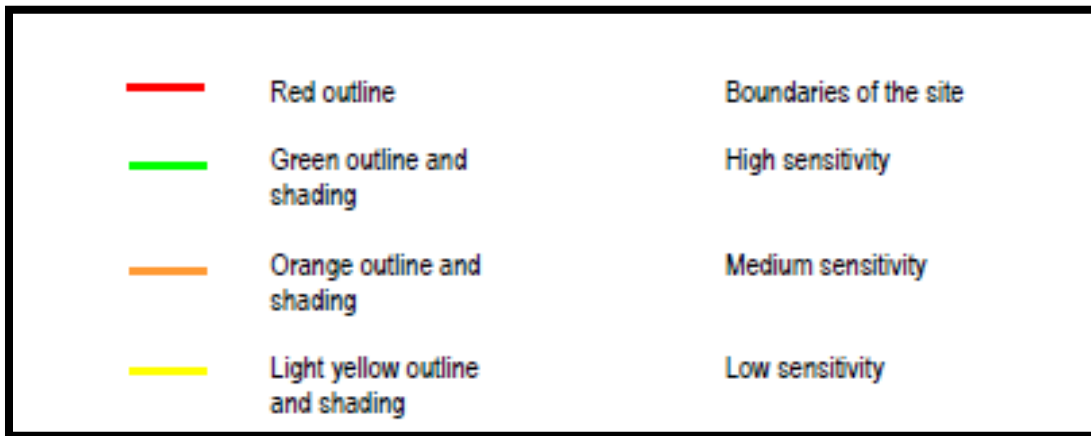 Red outline Boundaries of the site
Green outline and High sensitivity
shading
Orange outline and Medium sensitivity
shading
Light yellow outline Low sensitivity
and shading